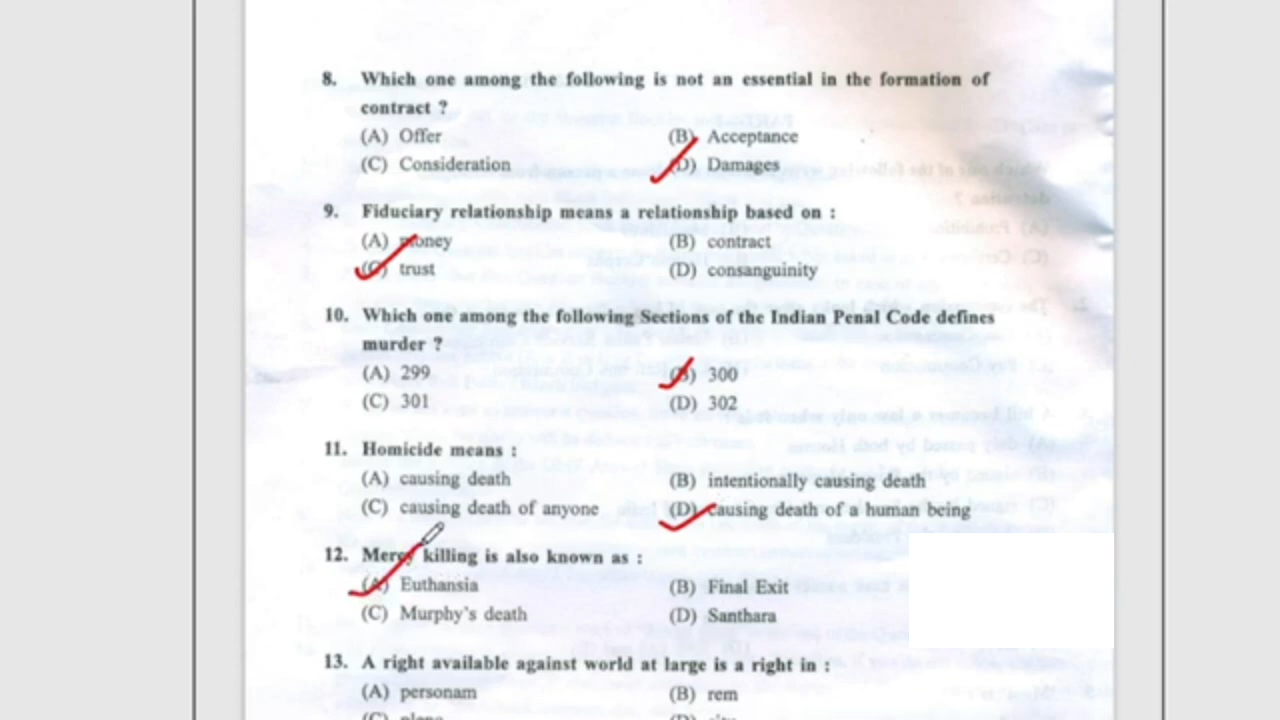 8. Which one among the following is not an essential in the formation of
contract ?
(A) Offer (B) Acceptance
(C) Consideration (D) Damages
9. Fiduciary relationship means a relationship based on :
(A) money (B) contract
(C) trust (D) consanguinity
10. Which one among the following Sections of the Indian Penal Code defines
murder ?
(A) 299 (B) 300
(C) 301 (D) 302
11. Homicide means :
(A) causing death (B) intentionally causing death
(C) causing death of anyone (D) causing death of a human being
12. Mercy killing is also known as :
(A) Euthansia (B) Final Exit
(C) Murphy's death (D) Santhara
13. A right available against world at large is a right in :
(A) personam (B) rem